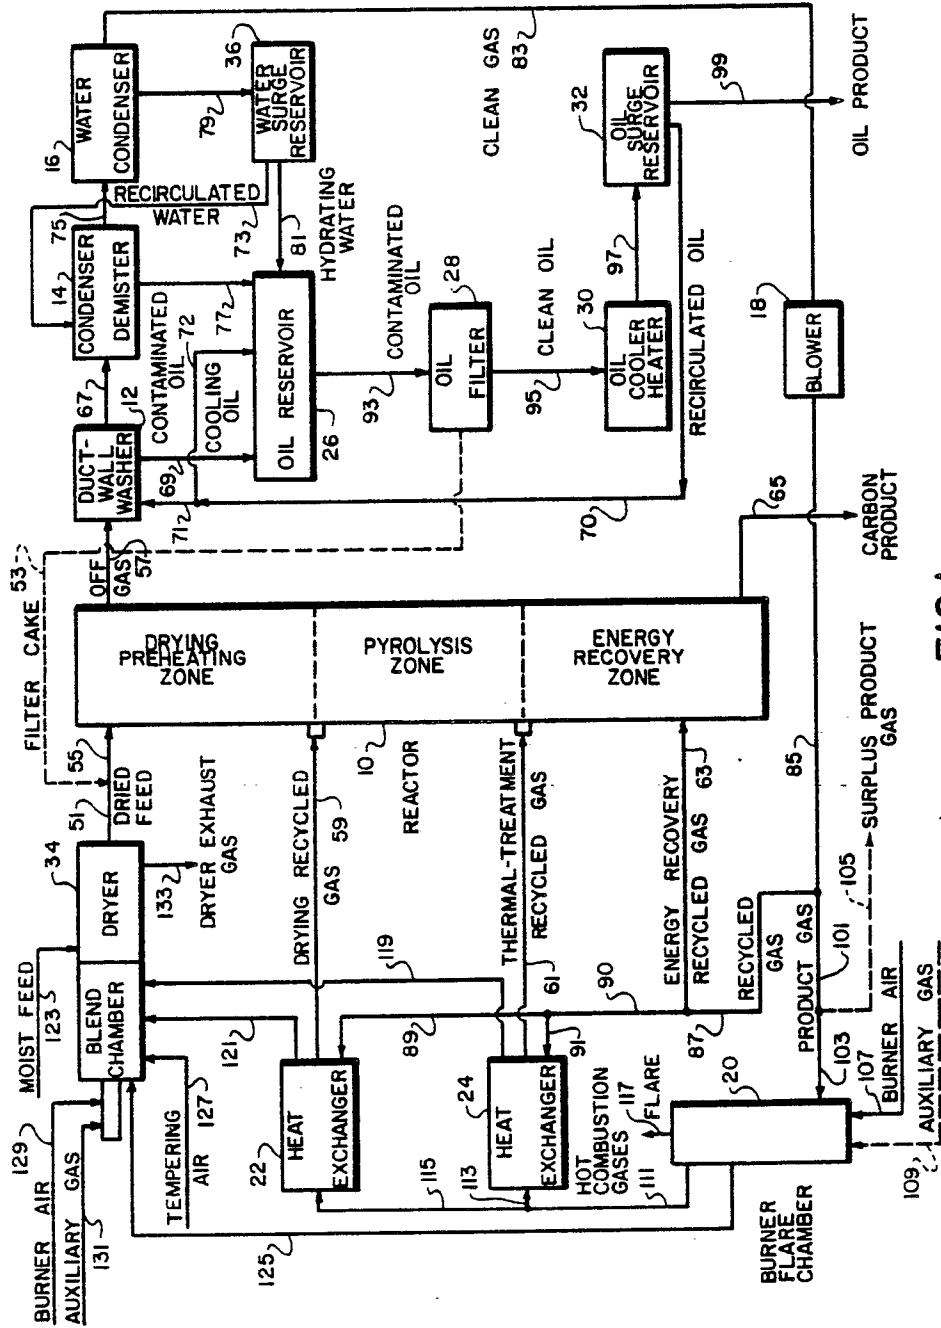 BURNER AIR
129
AUXILIARY GAS
131
MOIST FEED
123
BLEND
CHAMBER
DRYER
34
TEMPERING
AIR
127
125
133
DRYER EXHAUST
GAS
51
DRIED
FEED
55
FILTER CAKE
53
121
119
22
HEAT
EXCHANGER
DRYING RECYCLED
GAS
59
10
REACTOR
24
HEAT
EXCHANGER
THERMAL-TREATMENT
RECYCLED GAS
61
89
90
91
115
113
HOT
COMBUSTION
GASES
117
FLARE
111
BURNER
FLARE
CHAMBER
20
ENERGY RECOVERY
RECYCLED GAS 63
87
RECYCLED
GAS
PRODUCT GAS
101
103
107
BURNER AIR
109
AUXILIARY GAS
105
SURPLUS PRODUCT
GAS
85
DRYING
PREHEATING
ZONE
PYROLYSIS
ZONE
ENERGY
RECOVERY
ZONE
OFF
GAS
57
65
CARBON
PRODUCT
DUCT-
WALL
WASHER
12
67
14
CONDENSER
DEMISTER
75
16
WATER
CONDENSER
RECIRCULATED
WATER
73
79
36
WATER
SURGE
RESERVOIR
81
HYDRATING
WATER
CONTAMINATED
OIL
69
71
72
COOLING
OIL
77
OIL RESERVOIR
26
93
CONTAMINATED
OIL
28
OIL
FILTER
95
CLEAN OIL
30
OIL
COOLER
HEATER
97
32
OIL
SURGE
RESERVOIR
99
OIL PRODUCT
RECIRCULATED OIL
70
CLEAN GAS
83
18
BLOWER